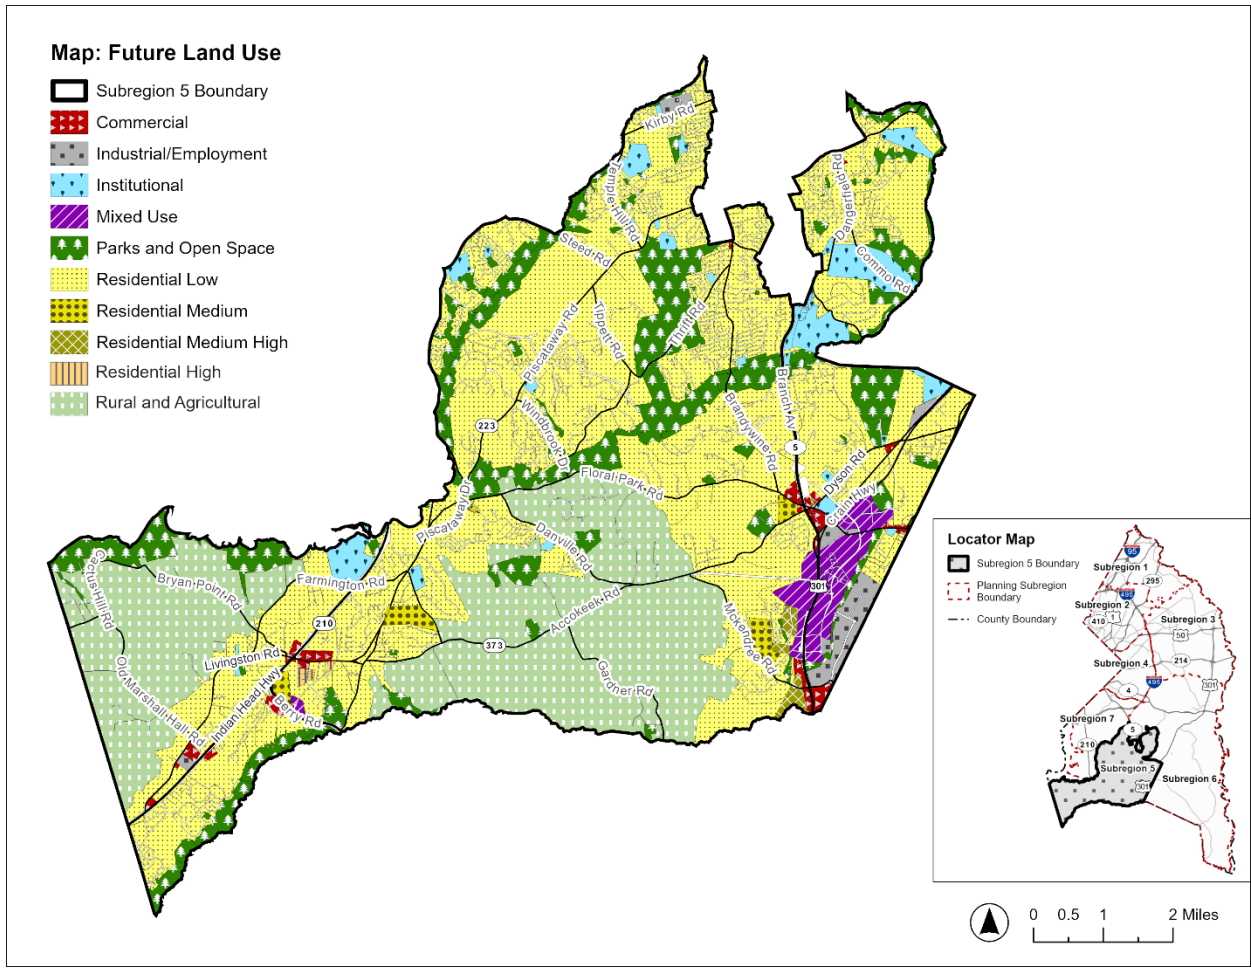 Map: Future Land Use
Subregion 5 Boundary
Commercial
Industrial/Employment
Institutional
Mixed Use
Parks and Open Space
Residential Low
Residential Medium
Residential Medium High
Residential High
Rural and Agricultural
Kirby Rd
Temple Hill Rd
Dangerfield Rd
Steed Rd
Commo Rd
Piscataway Rd
Tippett Rd
Thrift Rd
Branch Av
Brandywine Rd
Windbrook Dr
223
5
Dyson Rd
Floral Park Rd
Crain Hwy
Piscataway Dr
Danville Rd
Cactus Hill Rd
Bryan Point Rd
Farmington Rd
301
Accokeek Rd
Mckendree Rd
210
373
Livingston Rd
Gardner Rd
Old Marshall Hall Rd
Indian Head Hwy
Berry Rd
Locator Map
Subregion 5 Boundary
Planning Subregion
Boundary
County Boundary
95
Subregion 1
295
495
Subregion 2
1
410
Subregion 3
50
Subregion 4
214
495
301
4
Subregion 7
5
210
Subregion 5
Subregion 6
301
0 0.5 1 2 Miles